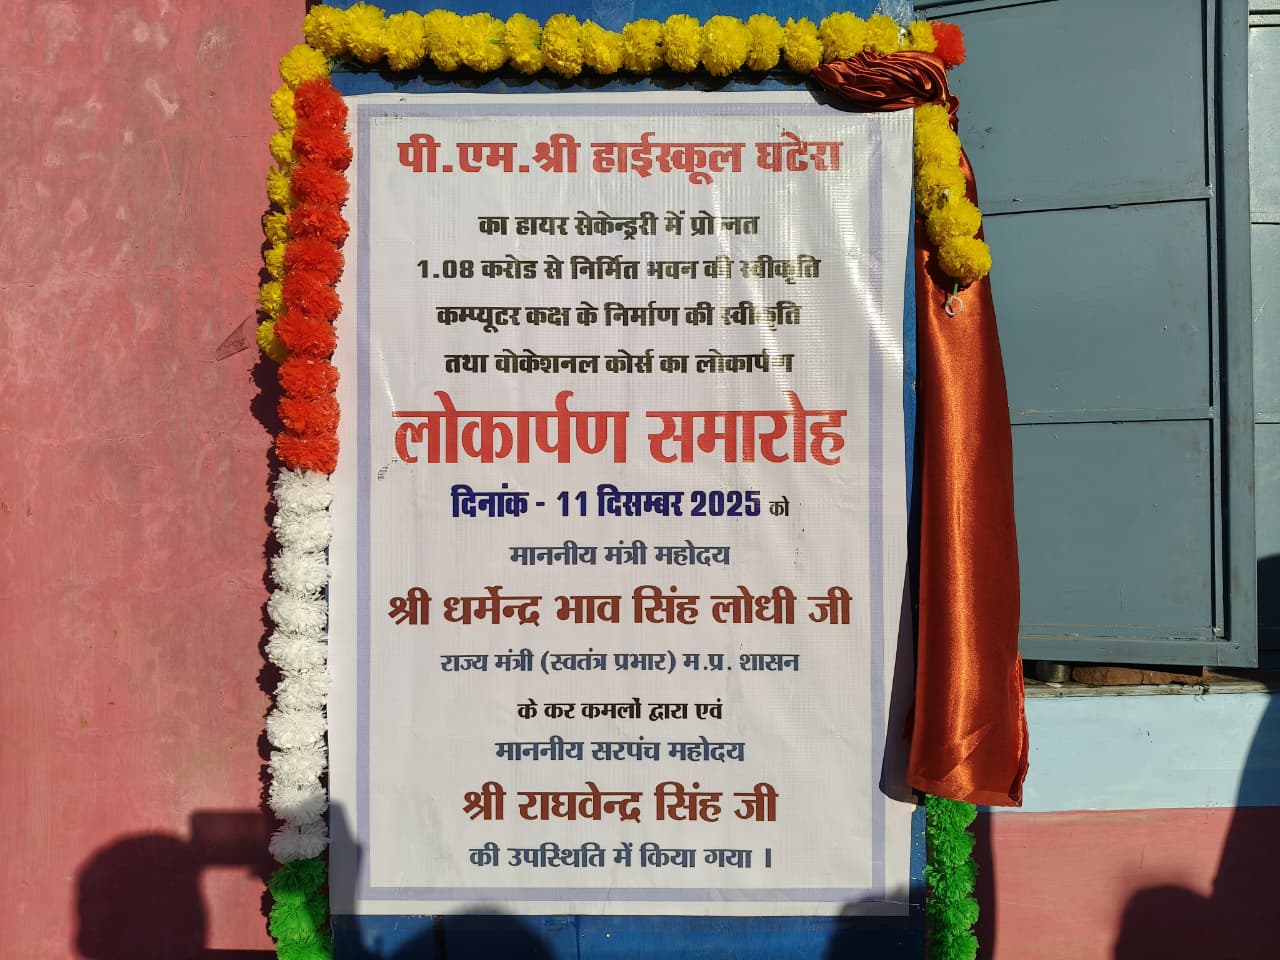 पी.एम.श्री हाईस्कूल घटेरा
का हायर सेकेन्ड्री में प्रोन्नत
1.08 करोड से निर्मित भवन की स्वीकृति
कम्प्यूटर कक्ष के निर्माण की स्वीकृति
तथा वोकेशनल कोर्स का लोकार्पण
लोकार्पण समारोह
दिनांक - 11 दिसम्बर 2025 को
माननीय मंत्री महोदय
श्री धर्मेन्द्र भाव सिंह लोधी जी
राज्य मंत्री (स्वतंत्र प्रभार) म.प्र. शासन
के कर कमलों द्वारा एवं
माननीय सरपंच महोदय
श्री राघवेन्द्र सिंह जी
की उपस्थिति में किया गया ।